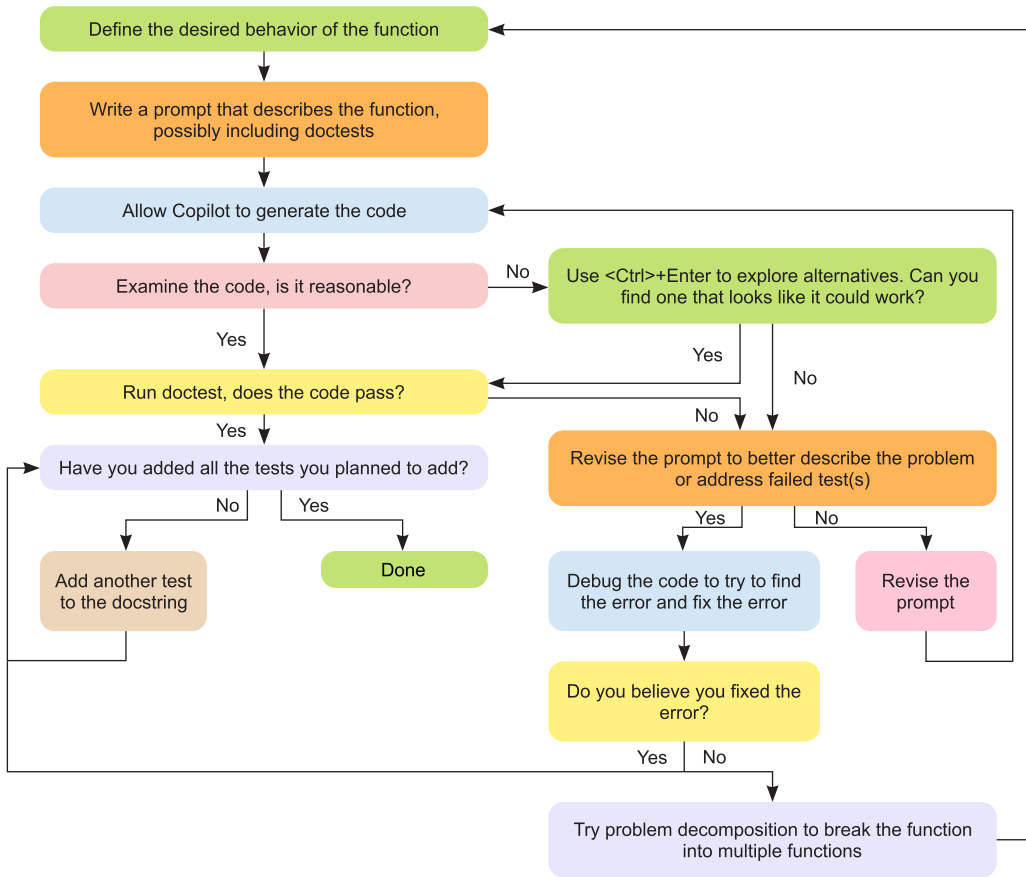 Define the desired behavior of the function
Write a prompt that describes the function,
possibly including doctests
Allow Copilot to generate the code
Examine the code, is it reasonable?
No
Use <Ctrl>+Enter to explore alternatives. Can you
find one that looks like it could work?
Yes
Yes
No
Run doctest, does the code pass?
No
Yes
Have you added all the tests you planned to add?
Revise the prompt to better describe the problem
or address failed test(s)
No
Yes
Yes
No
Add another test
to the docstring
Done
Debug the code to try to find
the error and fix the error
Revise the
prompt
Do you believe you fixed the
error?
Yes
No
Try problem decomposition to break the function
into multiple functions